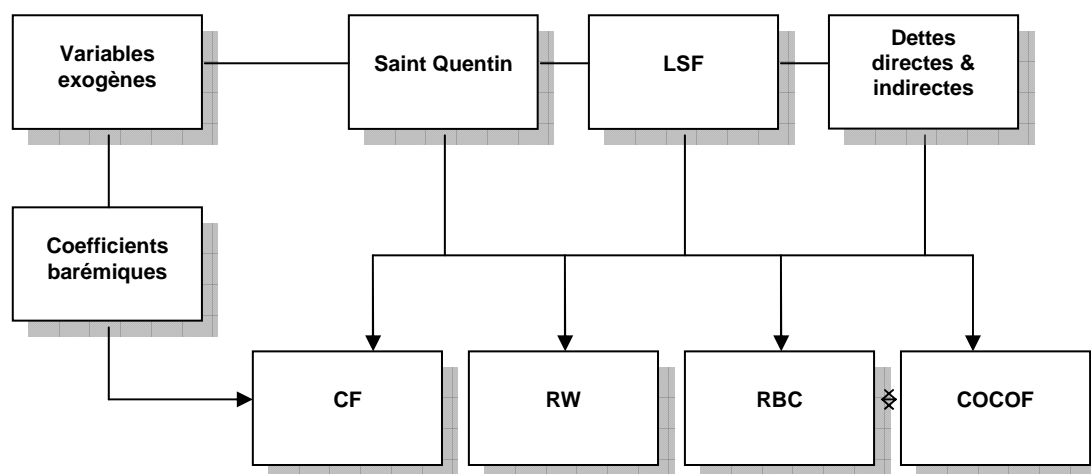 Variables
exogènes
Saint Quentin
LSF
Dettes
directes &
indirectes
Coefficients
barémiques
CF
RW
RBC
COCOF